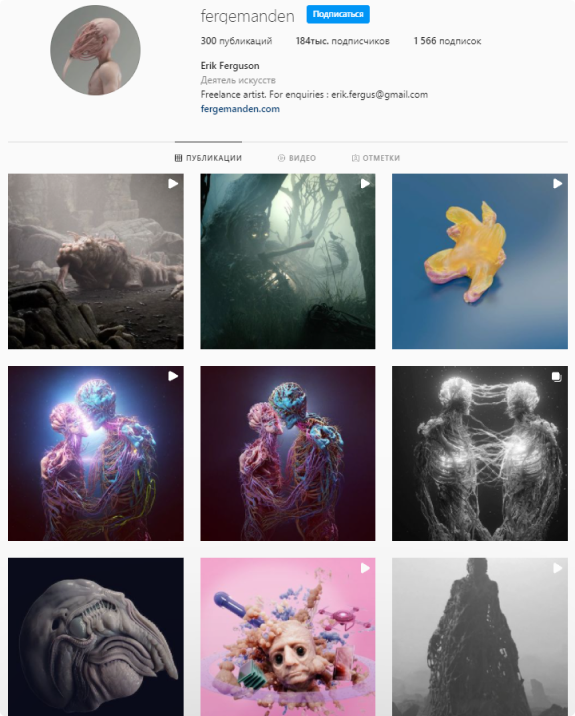 fergemanden Подписаться
300 публикаций 184тыс. подписчиков 1 566 подписок
Erik Ferguson
Деятель искусств
Freelance artist. For enquiries : erik.fergus@gmail.com
fergemanden.com
ПУБЛИКАЦИИ ВИДЕО ОТМЕТКИ